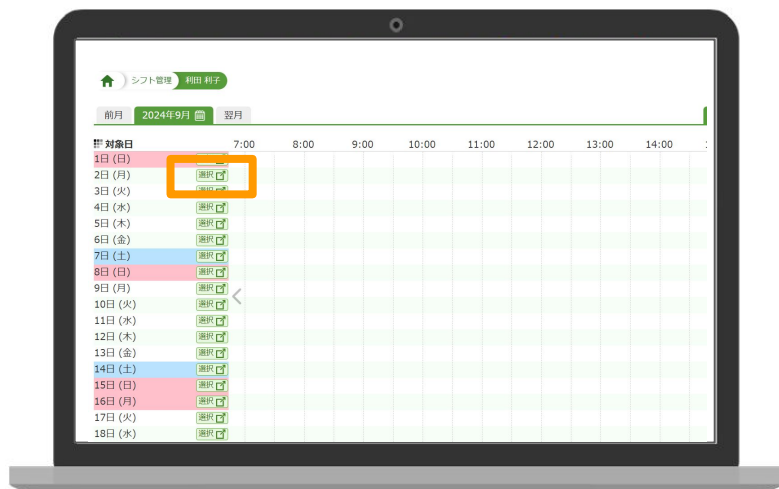 シフト管理 利田 利子
前月 2024年9月 翌月
対象日 7:00 8:00 9:00 10:00 11:00 12:00 13:00 14:00
1日 (日)
2日 (月) 選択
3日 (火) 選択
4日 (水) 選択
5日 (木) 選択
6日 (金) 選択
7日 (土) 選択
8日 (日) 選択
9日 (月) 選択
10日 (火) 選択
11日 (水) 選択
12日 (木) 選択
13日 (金) 選択
14日 (土) 選択
15日 (日) 選択
16日 (月) 選択
17日 (火) 選択
18日 (水) 選択